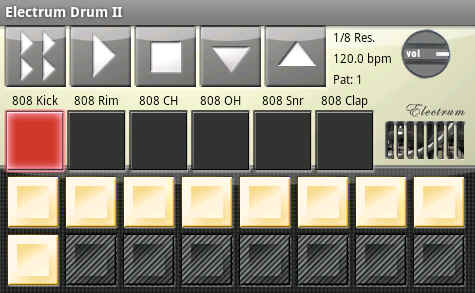 Electrum Drum II
1/8 Res.
120.0 bpm
Pat: 1
vol
808 Kick 808 Rim 808 CH 808 OH 808 Snr 808 Clap
Electrum